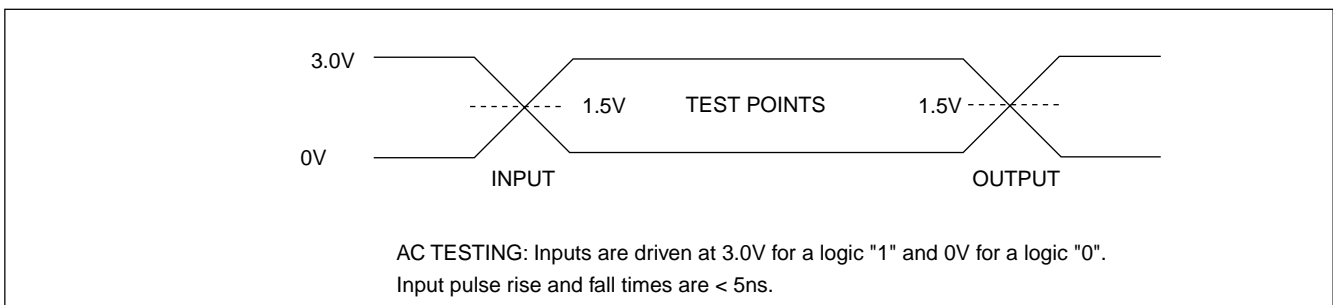 3.0V
1.5V TEST POINTS 1.5V
0V
INPUT OUTPUT
AC TESTING: Inputs are driven at 3.0V for a logic "1" and 0V for a logic "0".
Input pulse rise and fall times are < 5ns.